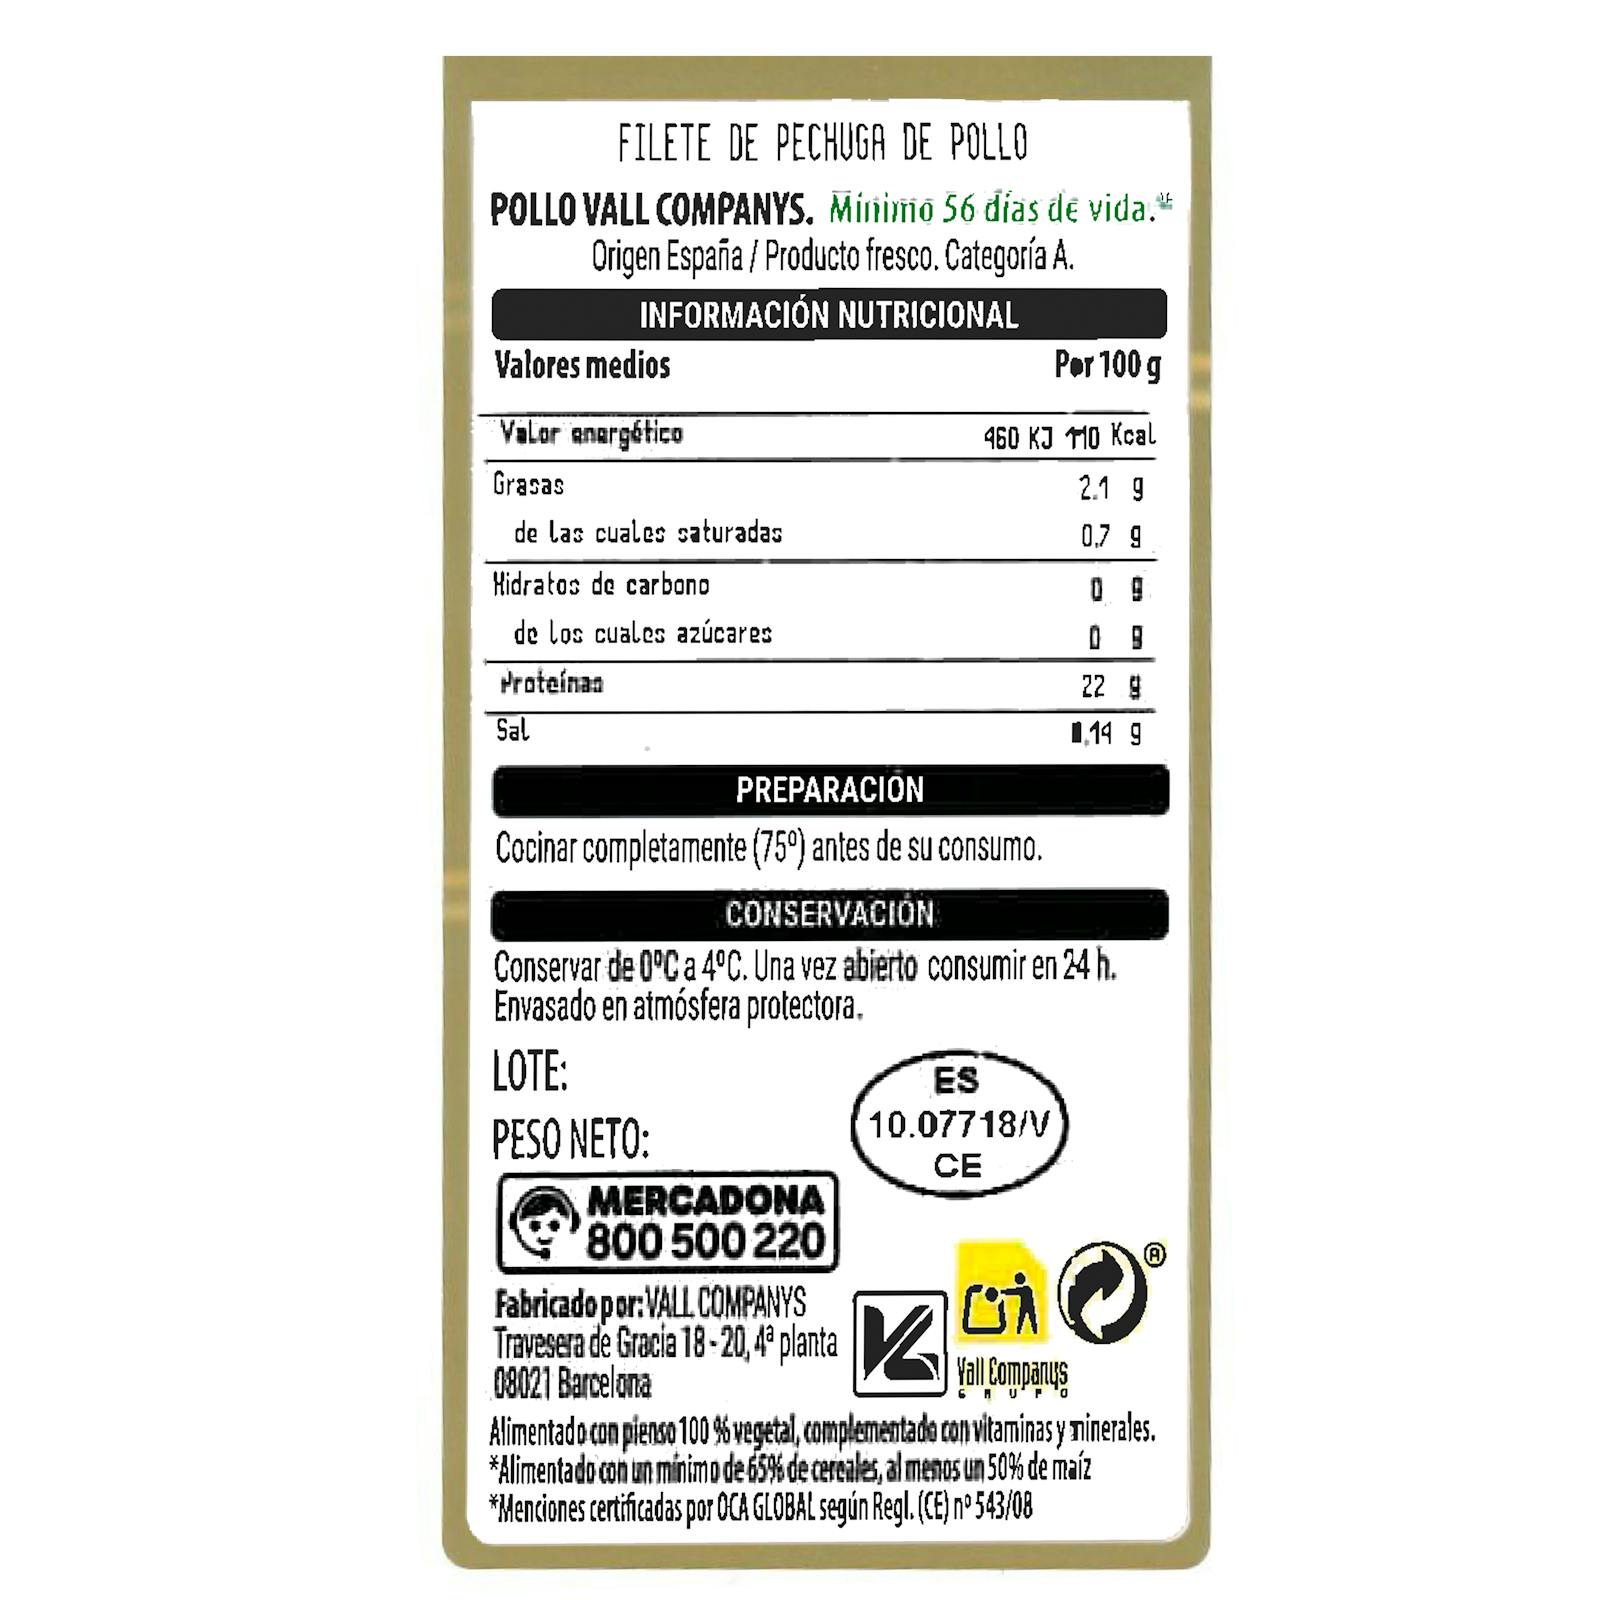 FILETE DE PECHUGA DE POLLO
POLLO VALL COMPANYS. Mínimo 56 días de vida.*
Origen España / Producto fresco. Categoría A.
INFORMACIÓN NUTRICIONAL
Valores medios Por 100 g
Valor energético 460 KJ 110 Kcal
Grasas 2.1 g
de las cuales saturadas 0,7 g
Hidratos de carbono 0 g
de los cuales azúcares 0 g
Proteínas 22 g
Sal 0,14 g
PREPARACIÓN
Cocinar completamente (75º) antes de su consumo.
CONSERVACIÓN
Conservar de 0ºC a 4ºC. Una vez abierto consumir en 24 h.
Envasado en atmósfera protectora.
LOTE:
PESO NETO:
ES
10.07718/V
CE
MERCADONA
800 500 220
Fabricado por: VALL COMPANYS
Travesera de Gracia 18 - 20, 4ª planta
08021 Barcelona
Vall Companys
GRUPO
Alimentado con pienso 100 % vegetal, complementado con vitaminas y minerales.
*Alimentado con un mínimo de 65% de cereales, al menos un 50% de maíz
*Menciones certificadas por OCA GLOBAL según Regl. (CE) nº 543/08